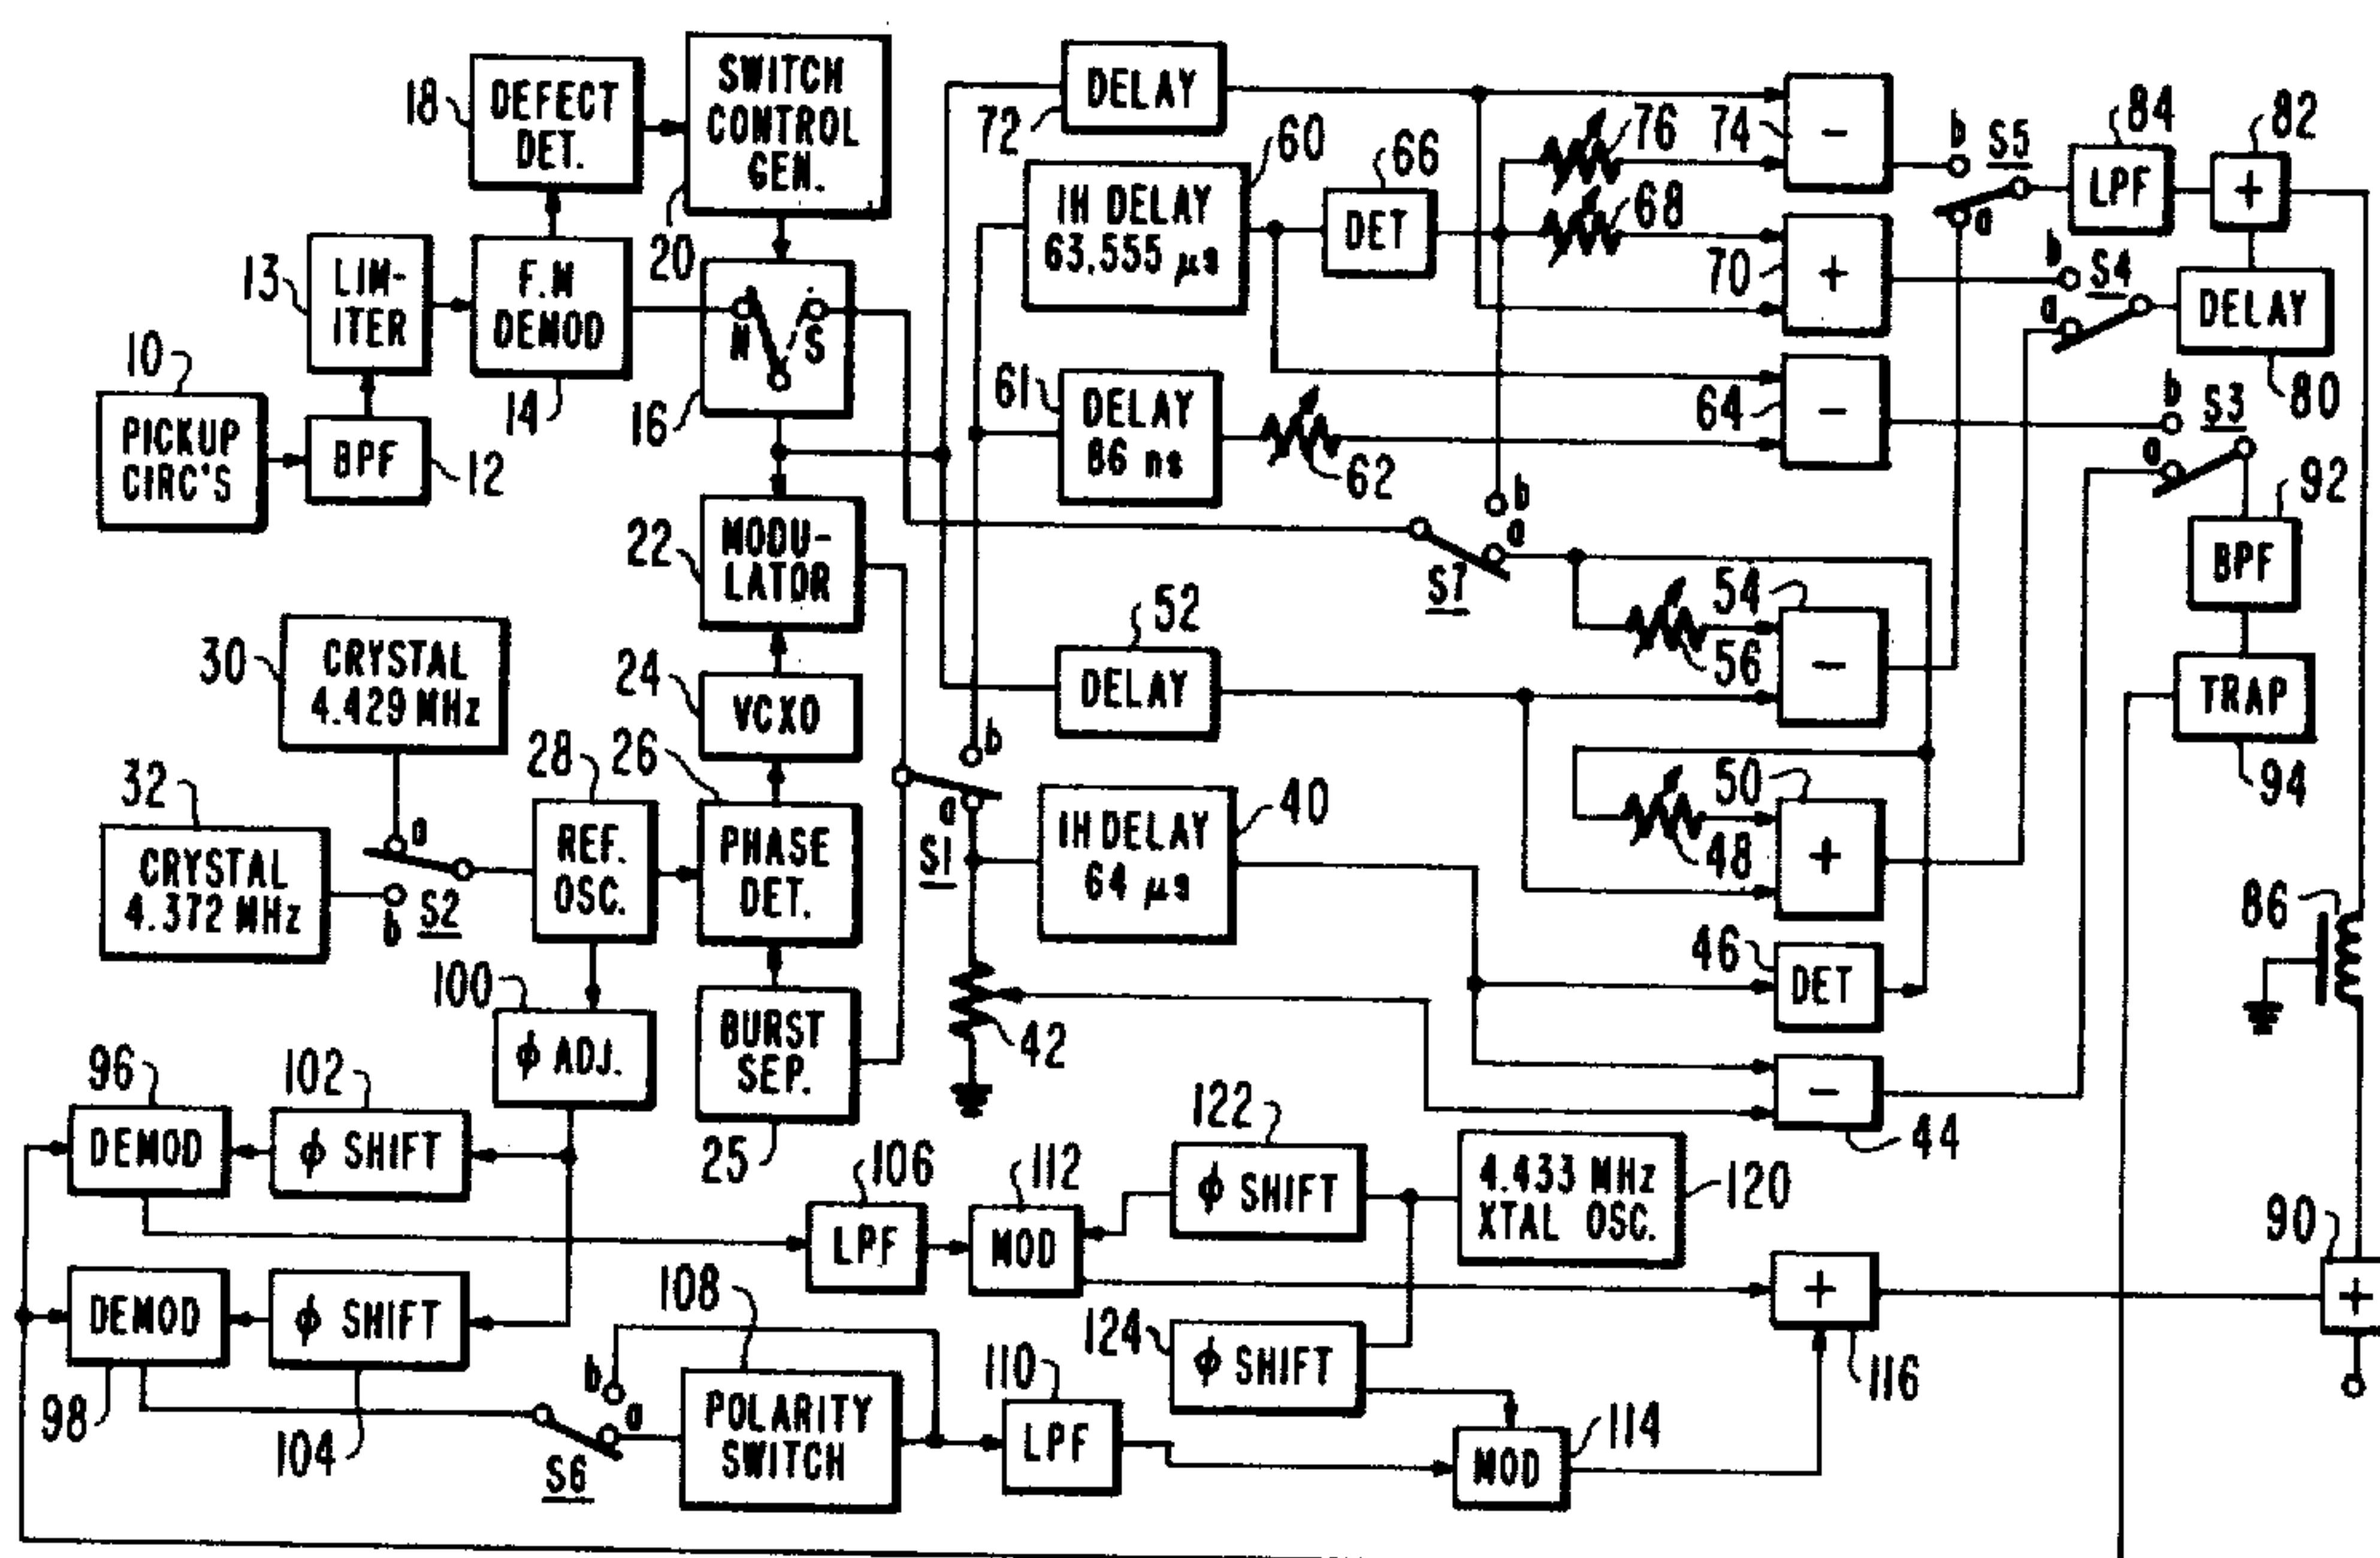 18
DEFECT
DET.
SWITCH
CONTROL
GEN.
20
DELAY
72
1H DELAY
63.555 μs
60
66
DET
76
68
74
-
70
+
64
-
b
S5
a
84
LPF
82
+
b
S4
a
DELAY
80
13
LIM-
ITER
F.M
DEMOD
14
N
S
16
10
PICKUP
CIRC'S
BPF
12
61
DELAY
86 ns
62
b
S3
a
92
BPF
22
MODU-
LATOR
b
a
S7
54
-
56
30
CRYSTAL
4.429 MHz
24
VCXO
52
DELAY
TRAP
94
32
CRYSTAL
4.372 MHz
a
b
S2
28
REF.
OSC.
26
PHASE
DET.
b
a
S1
1H DELAY
64 μs
40
50
+
48
86
46
DET
100
ϕ ADJ.
BURST
SEP.
25
42
-
44
96
DEMOD
102
ϕ SHIFT
106
LPF
112
MOD
122
ϕ SHIFT
4.433 MHz
XTAL OSC.
120
90
+
98
DEMOD
ϕ SHIFT
104
108
POLARITY
SWITCH
b
a
S6
110
LPF
124
ϕ SHIFT
MOD
114
+
116